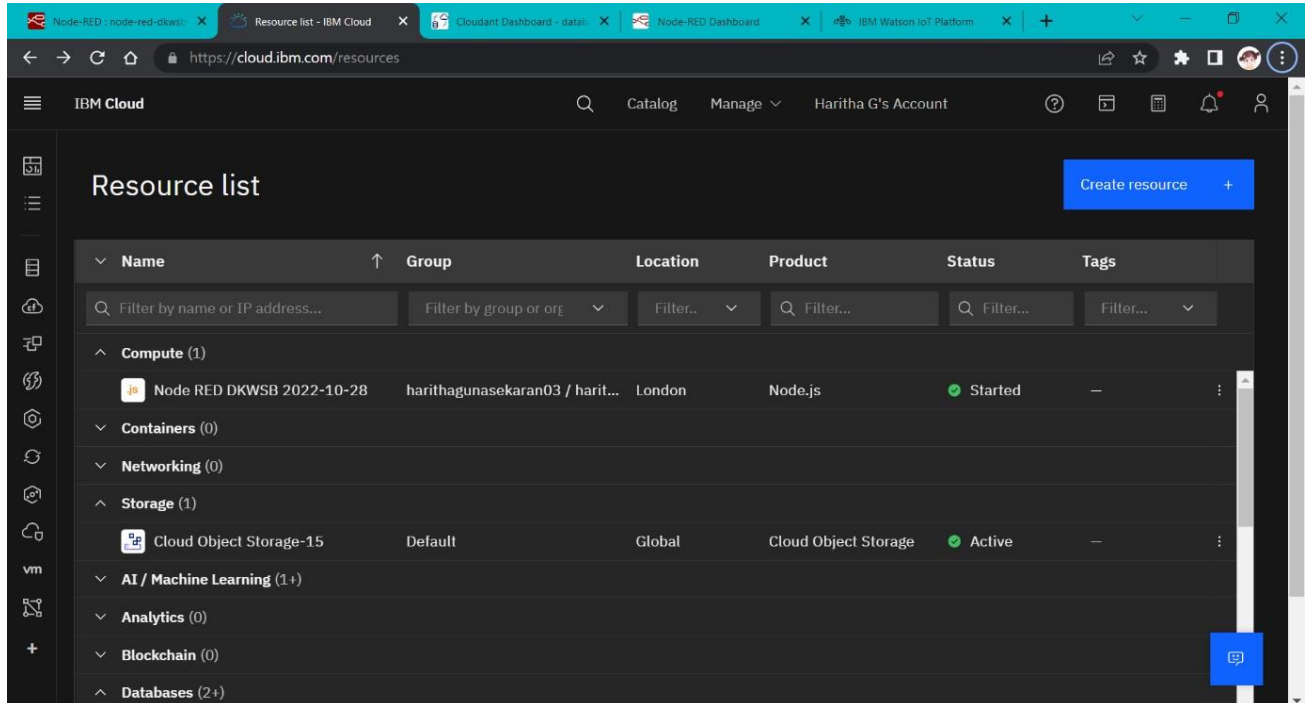 Node-RED : node-red-dkwsb Resource list - IBM Cloud Cloudant Dashboard - datab Node-RED Dashboard IBM Watson IoT Platform
https://cloud.ibm.com/resources
IBM Cloud Catalog Manage Haritha G's Account
Resource list
Create resource +
Name Group Location Product Status Tags
Filter by name or IP address... Filter by group or org Filter.. Filter... Filter... Filter...
Compute (1)
JS Node RED DKWSB 2022-10-28 harithagunasekaran03 / harit... London Node.js Started —
Containers (0)
Networking (0)
Storage (1)
Cloud Object Storage-15 Default Global Cloud Object Storage Active —
vm
AI / Machine Learning (1+)
Analytics (0)
Blockchain (0)
Databases (2+)